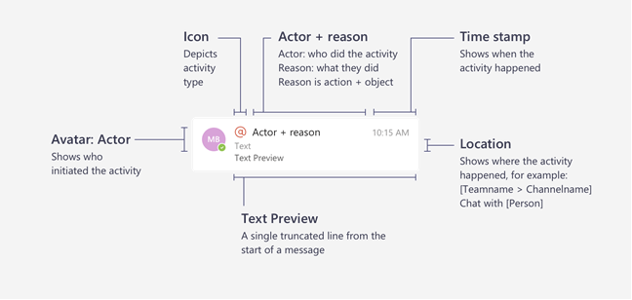 Icon
Depicts
activity
type
Actor + reason
Actor: who did the activity
Reason: what they did
Reason is action + object
Time stamp
Shows when the
activity happened
Avatar: Actor
Shows who
initiated the activity
MB
@ Actor + reason
10:15 AM
Text
Text Preview
Location
Shows where the activity
happened, for example:
[Teamname > Channelname]
Chat with [Person]
Text Preview
A single truncated line from the
start of a message